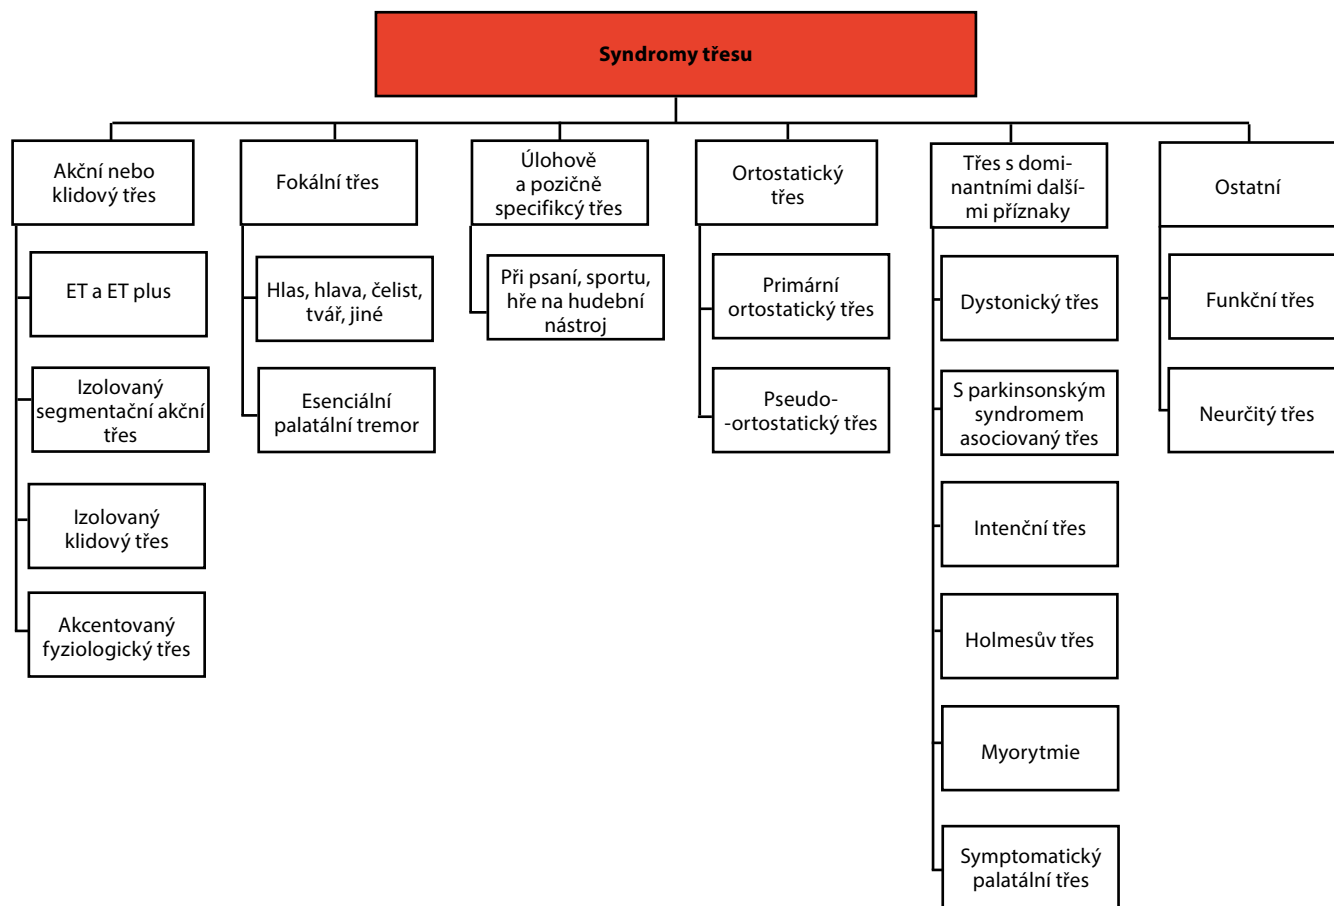 Syndromy třesu
Akční nebo
klidový třes
Fokální třes
Úlohově
a pozičně
specifikcý třes
Ortostatický
třes
Třes s domi-
nantními další-
mi příznaky
Ostatní
ET a ET plus
Izolovaný
segmentační akční
třes
Izolovaný
klidový třes
Akcentovaný
fyziologický třes
Hlas, hlava, čelist,
tvář, jiné
Esenciální
palatální tremor
Při psaní, sportu,
hře na hudební
nástroj
Primární
ortostatický třes
Pseudo-
-ortostatický třes
Dystonický třes
S parkinsonským
syndromem
asociovaný třes
Intenční třes
Holmesův třes
Myorytmie
Symptomatický
palatální třes
Funkční třes
Neurčitý třes